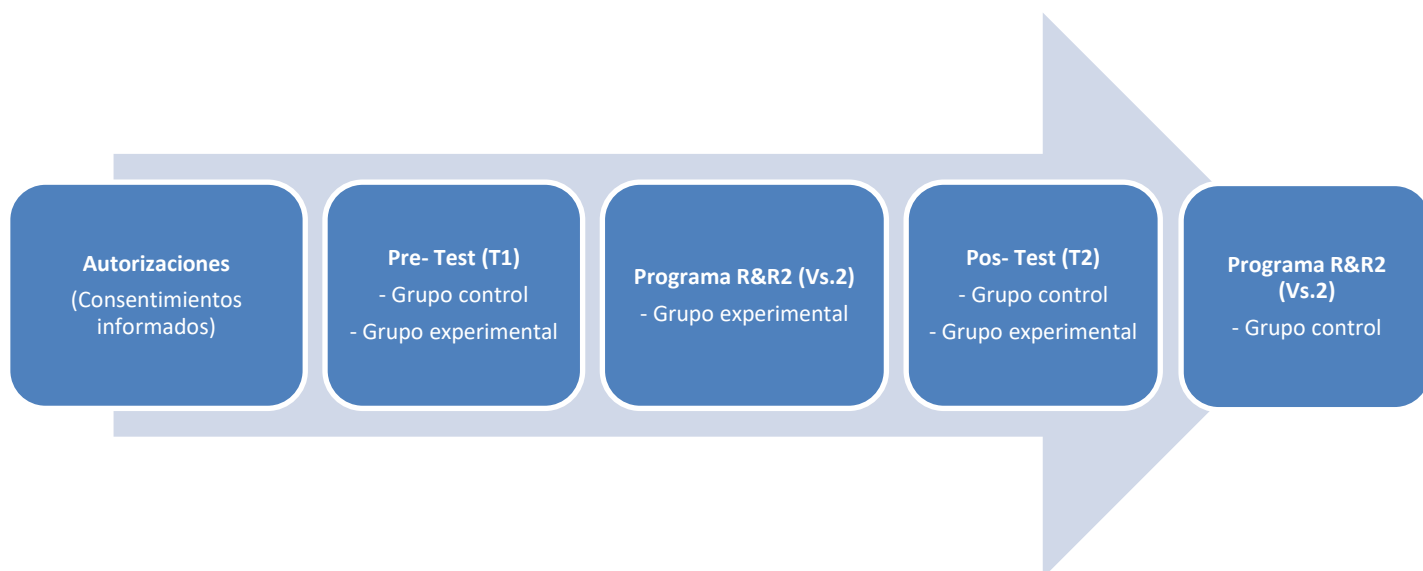 Autorizaciones
(Consentimientos
informados)
Pre- Test (T1)
- Grupo control
- Grupo experimental
Programa R&R2 (Vs.2)
- Grupo experimental
Pos- Test (T2)
- Grupo control
- Grupo experimental
Programa R&R2
(Vs.2)
- Grupo control